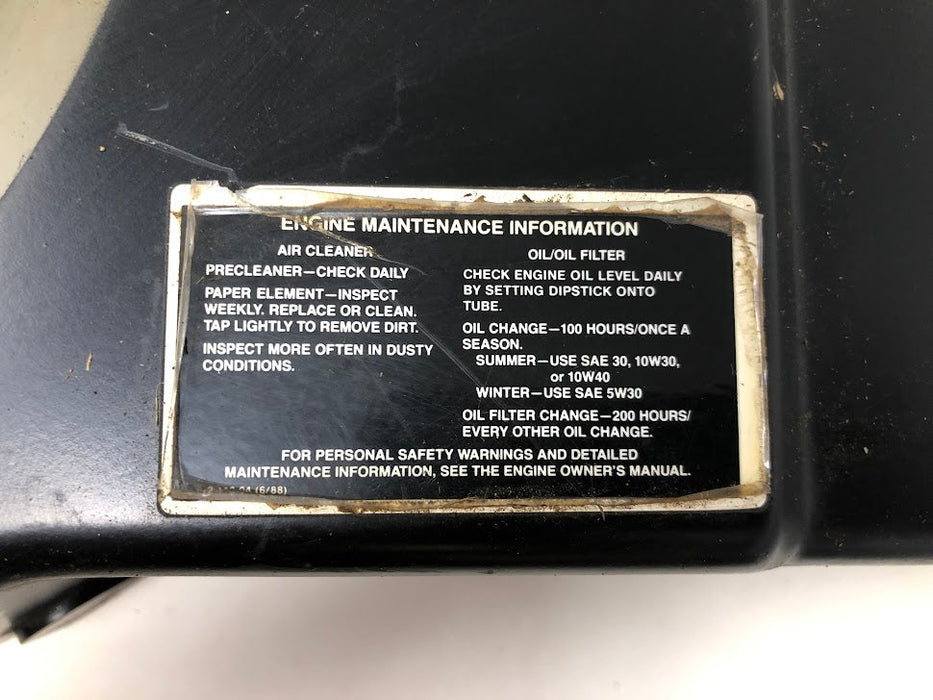 ENGINE MAINTENANCE INFORMATION
AIR CLEANER
PRECLEANER—CHECK DAILY
PAPER ELEMENT—INSPECT
WEEKLY. REPLACE OR CLEAN.
TAP LIGHTLY TO REMOVE DIRT.
INSPECT MORE OFTEN IN DUSTY
CONDITIONS.
OIL/OIL FILTER
CHECK ENGINE OIL LEVEL DAILY
BY SETTING DIPSTICK ONTO
TUBE.
OIL CHANGE—100 HOURS/ONCE A
SEASON.
SUMMER—USE SAE 30, 10W30,
or 10W40
WINTER—USE SAE 5W30
OIL FILTER CHANGE—200 HOURS/
EVERY OTHER OIL CHANGE.
FOR PERSONAL SAFETY WARNINGS AND DETAILED
MAINTENANCE INFORMATION, SEE THE ENGINE OWNER'S MANUAL.
(6/88)